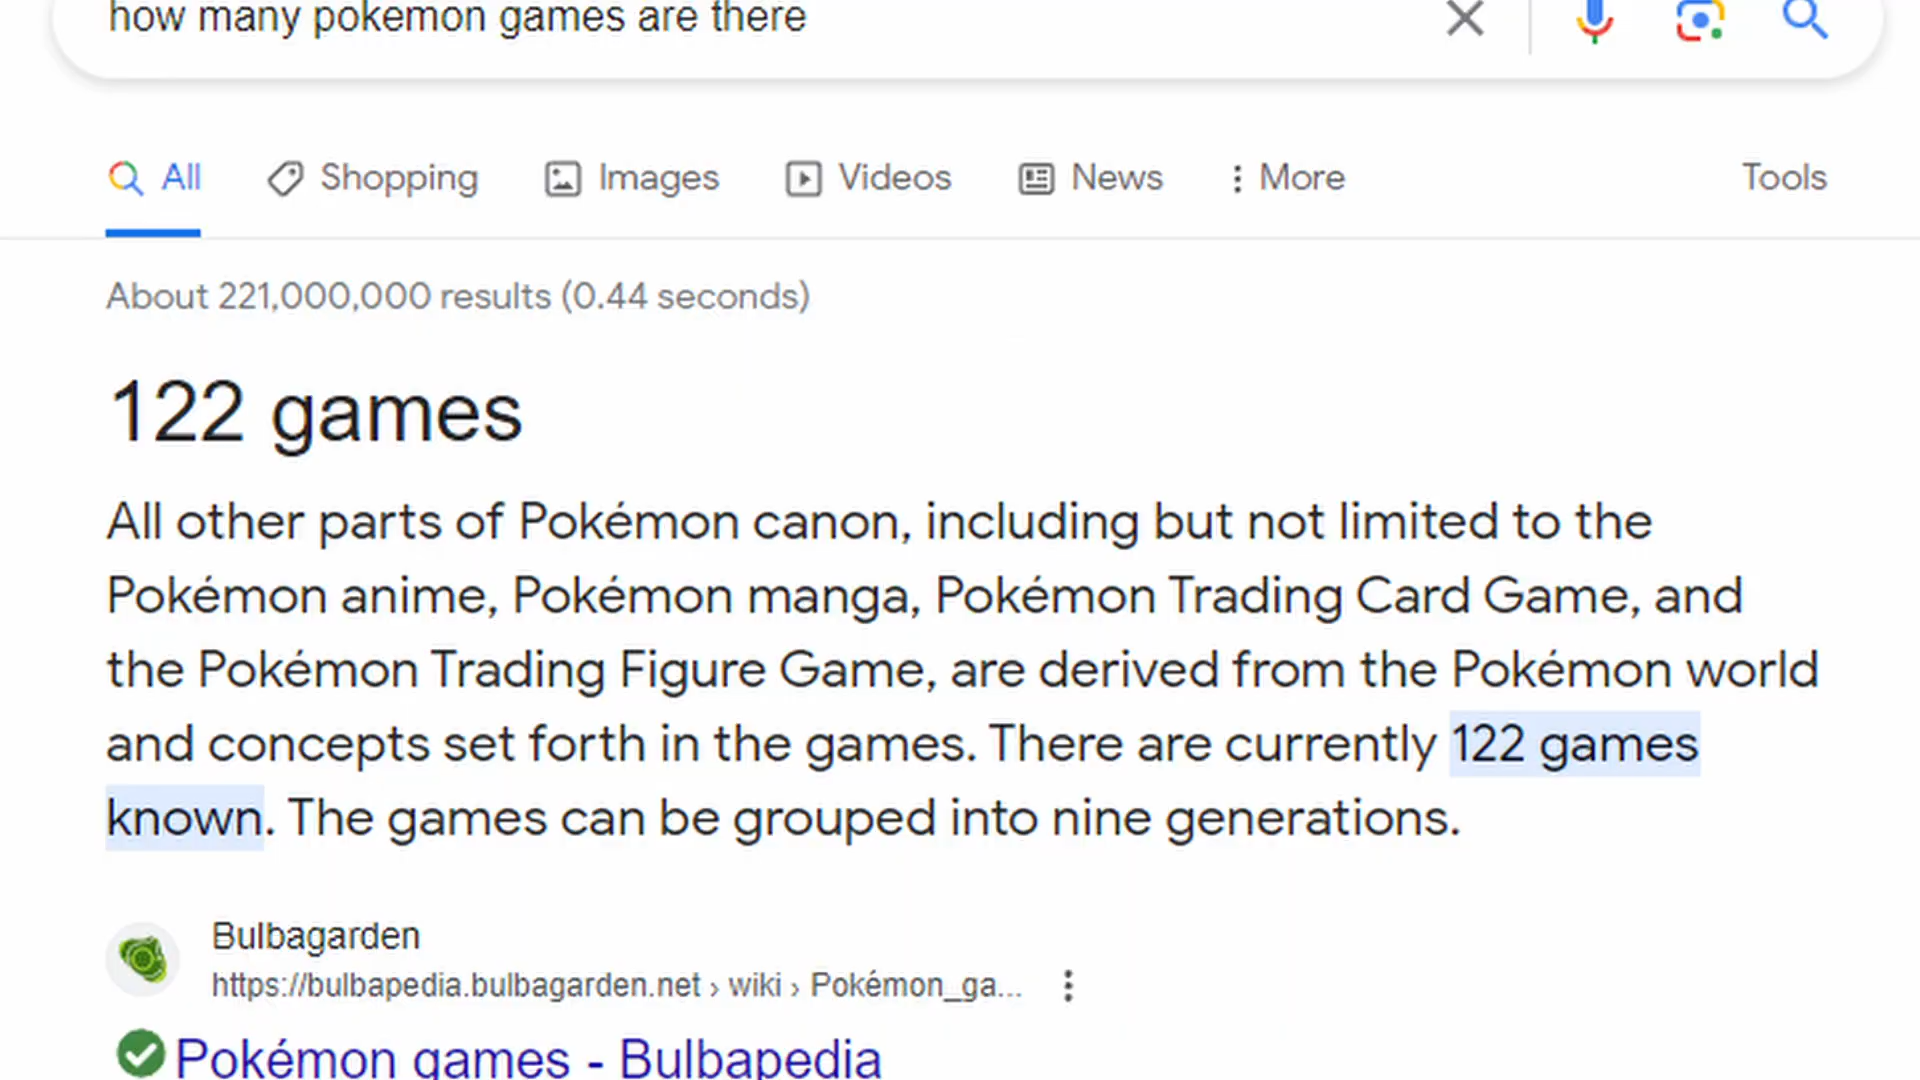 how many pokemon games are there
All Shopping Images Videos News More Tools
About 221,000,000 results (0.44 seconds)
122 games
All other parts of Pokémon canon, including but not limited to the
Pokémon anime, Pokémon manga, Pokémon Trading Card Game, and
the Pokémon Trading Figure Game, are derived from the Pokémon world
and concepts set forth in the games. There are currently 122 games
known. The games can be grouped into nine generations.
Bulbagarden
https://bulbapedia.bulbagarden.net › wiki › Pokémon_ga...
Pokémon games - Bulbapedia